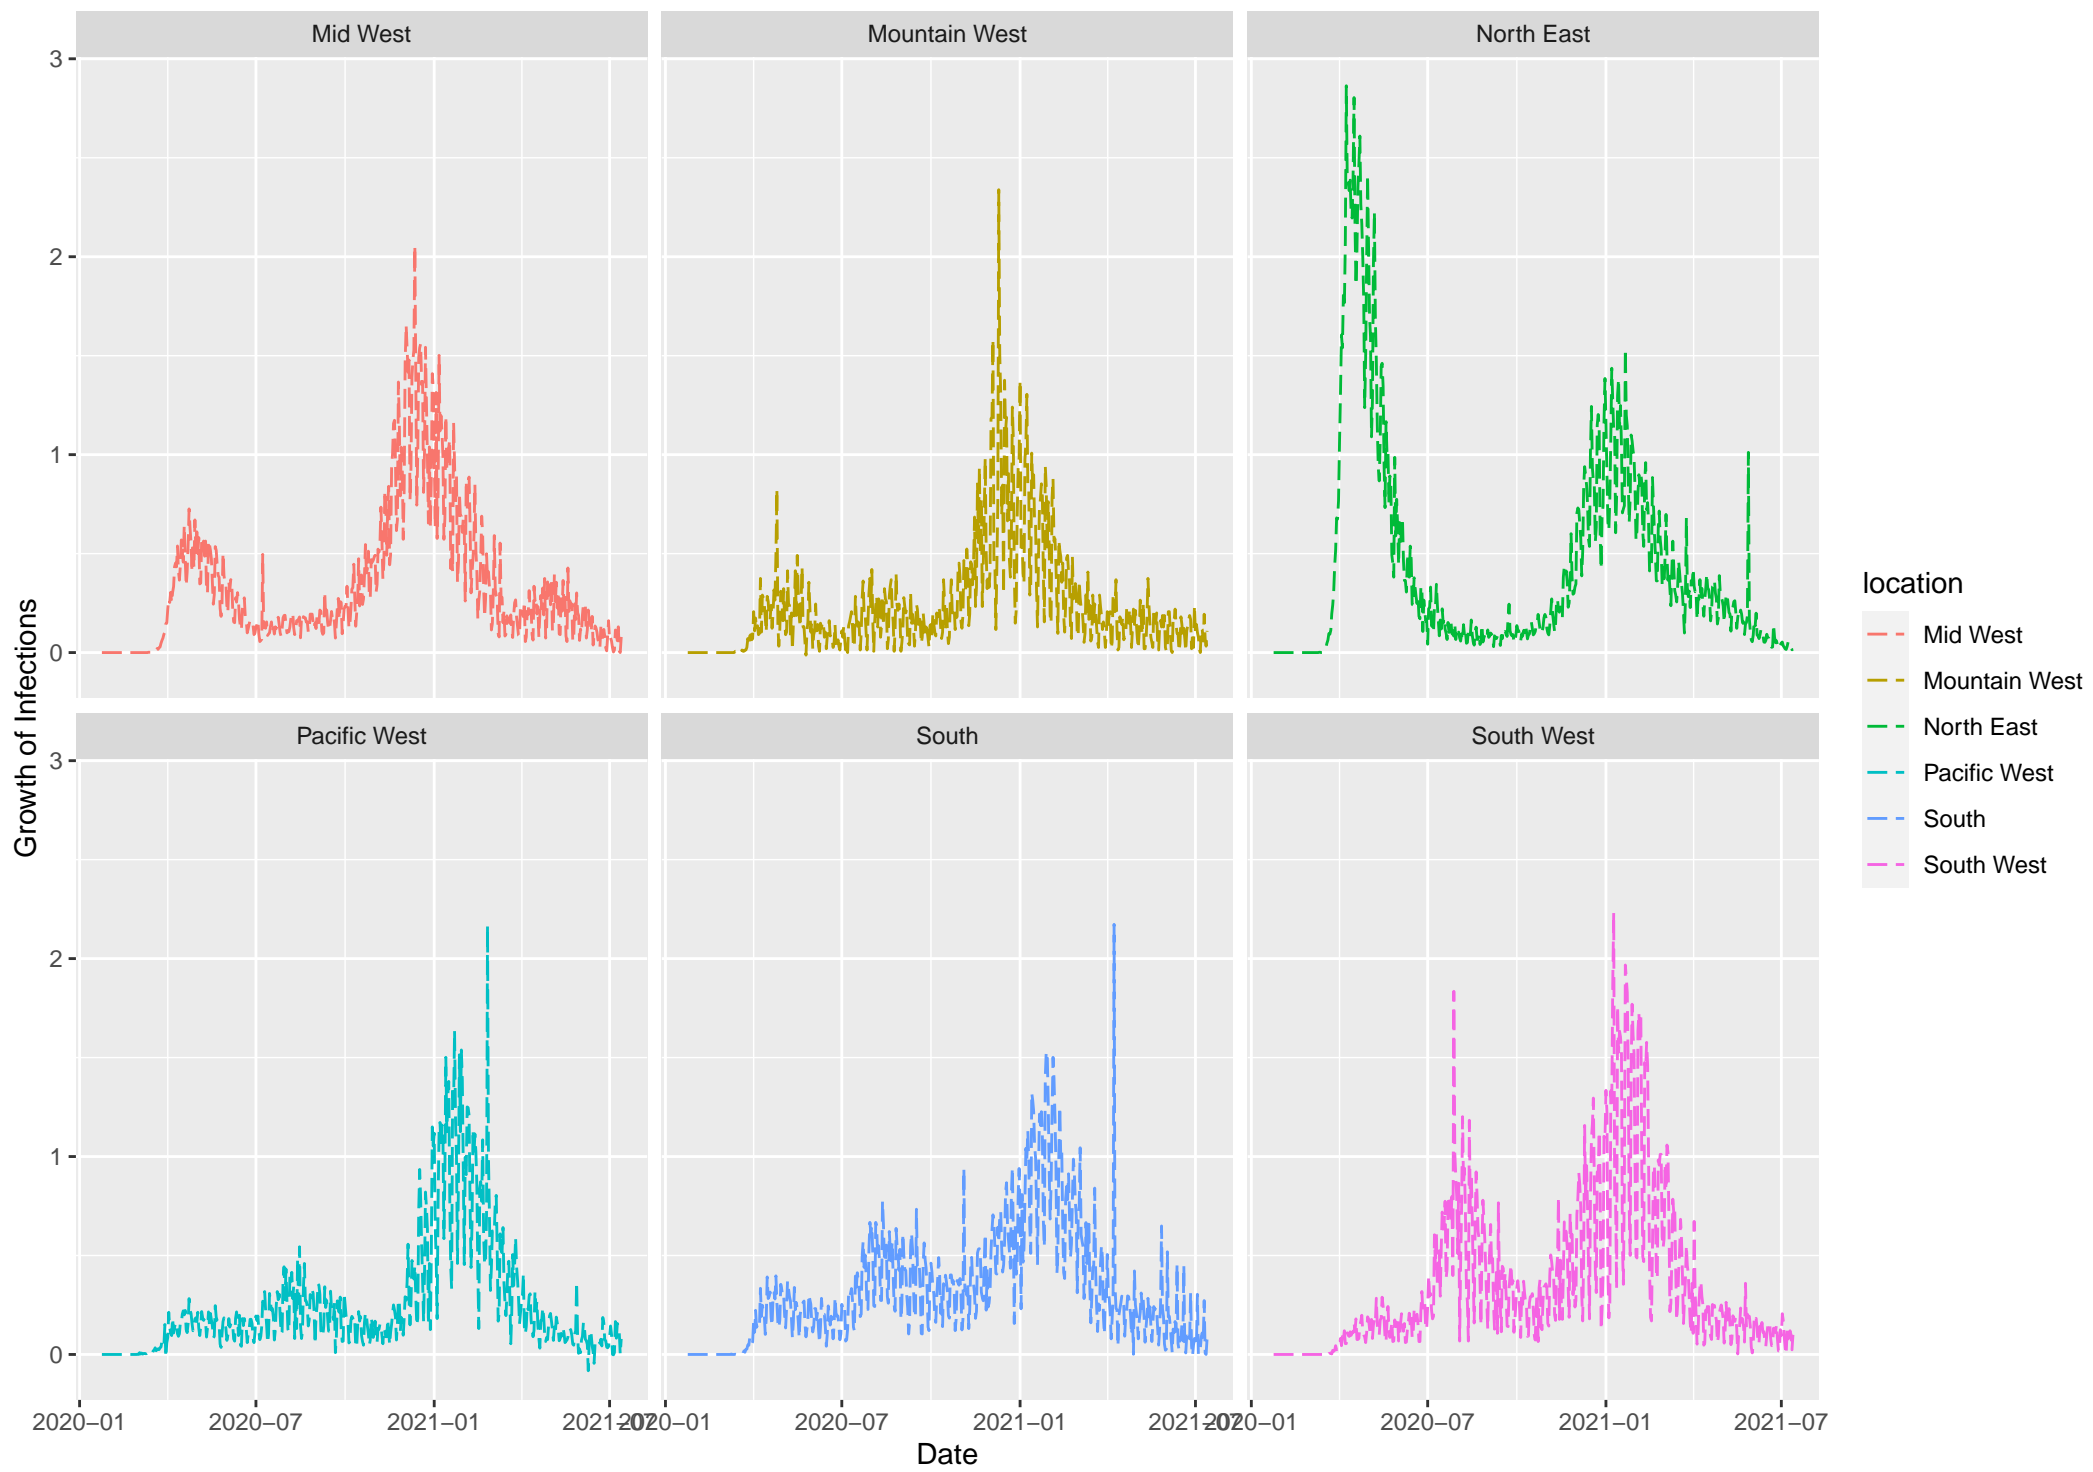 Mid West
Mountain West
North East
3
2
1
0
Pacific West
South
South West
3
2
1
0
2020–01
2020–07
2021–01
2021–07
2020–01
2020–07
2021–01
2021–07
2020–01
2020–07
2021–01
2021–07
Date
Growth of Infections
location
Mid West
Mountain West
North East
Pacific West
South
South West